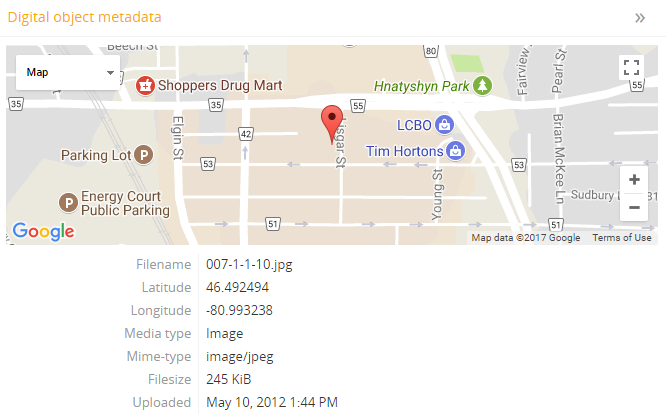 Digital object metadata »
Beech St
80
Map
Shoppers Drug Mart
Hnatyshyn Park
Fairview
Pearl St
35
35
55
55
LCBO
Elgin St
42
Lisgar St
Tim Hortons
Brian McKee Ln
Parking Lot
53
53
53
Young St
Energy Court
Public Parking
Sudbury
51
51
Google
Map data ©2017 Google Terms of Use
Filename 007-1-1-10.jpg
Latitude 46.492494
Longitude -80.993238
Media type Image
Mime-type image/jpeg
Filesize 245 KiB
Uploaded May 10, 2012 1:44 PM